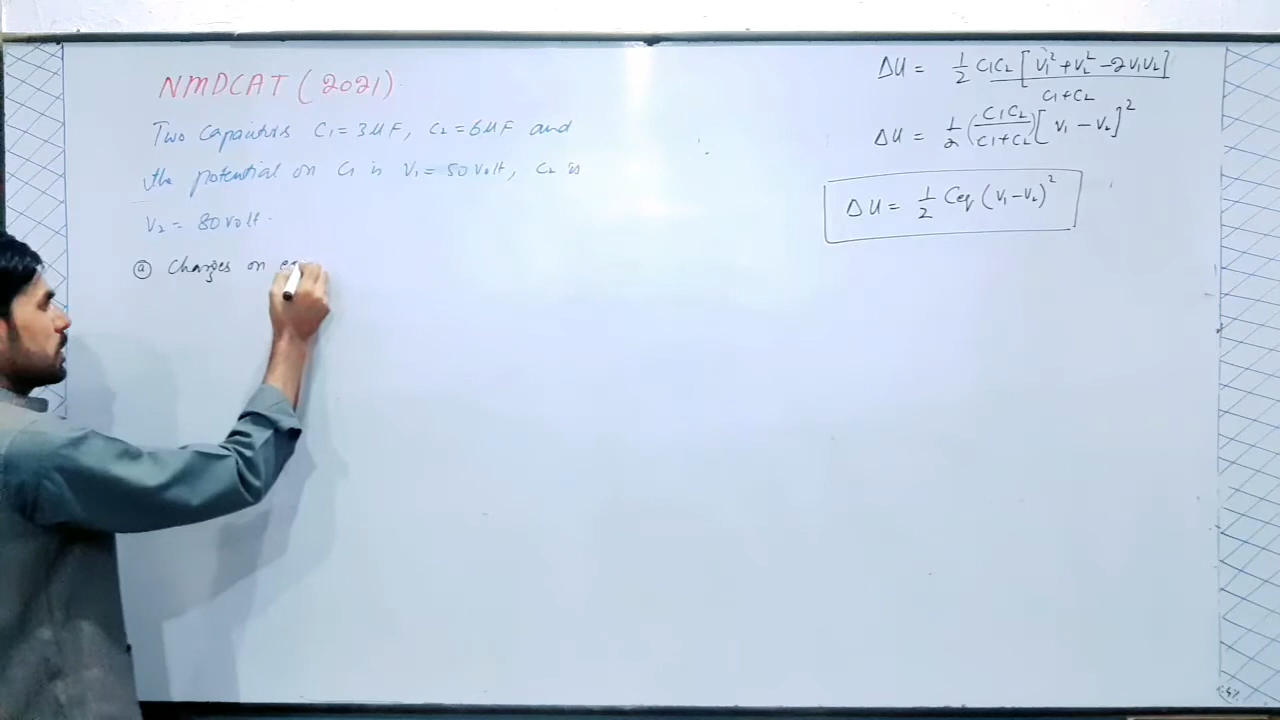 NMDCAT (2021)
Two Capacitors C1 = 3μF, C2 = 6μF and
the potential on C1 is V1 = 50 Volt, C2 is
V2 = 80 volt.
ⓐ Charges on
ΔU = 1/2 C1C2 [V1² + V2² - 2V1V2] / C1+C2
ΔU = 1/2 (C1C2 / C1+C2) [V1 - V2]²
ΔU = 1/2 Ceq (V1-V2)²